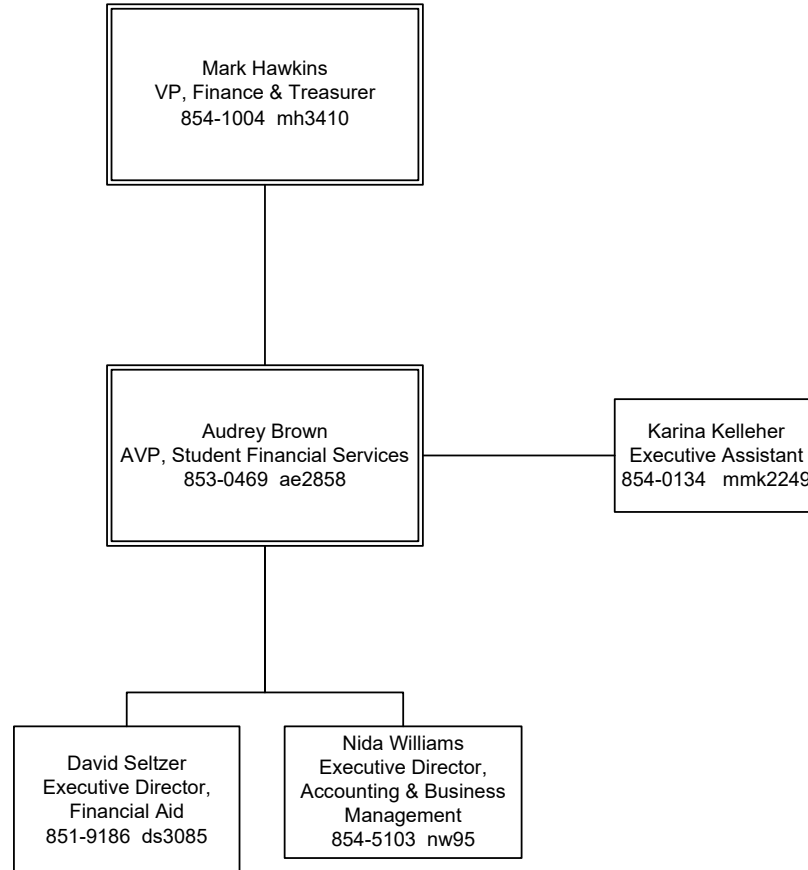 Mark Hawkins
VP, Finance & Treasurer
854-1004 mh3410
Audrey Brown
AVP, Student Financial Services
853-0469 ae2858
Karina Kelleher
Executive Assistant
854-0134 mmk2249
David Seltzer
Executive Director,
Financial Aid
851-9186 ds3085
Nida Williams
Executive Director,
Accounting & Business
Management
854-5103 nw95